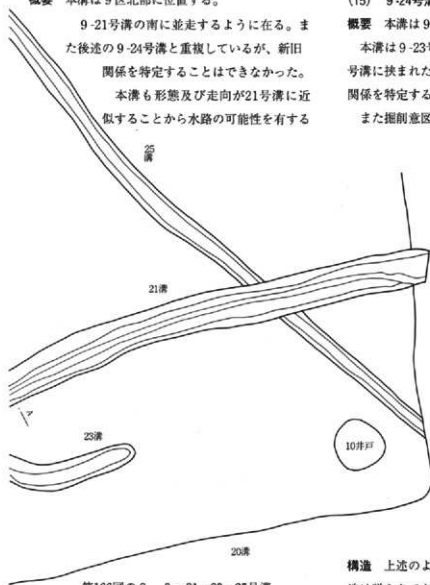 概要　本溝は9区北部に位置する。
9-21号溝の南に並走するように在る。ま
た後述の9-24号溝と重複しているが、新旧
関係を特定することはできなかった。
本溝も形態及び走向が21号溝に近
似することから水路の可能性を有する
(15)　9-24号溝
概要　本溝は9
本溝は9-23号
号溝に挟まれた
関係を特定する
また掘削意図
25
溝
21溝
ア
23溝
10井戸
20溝
構造　上述のよ